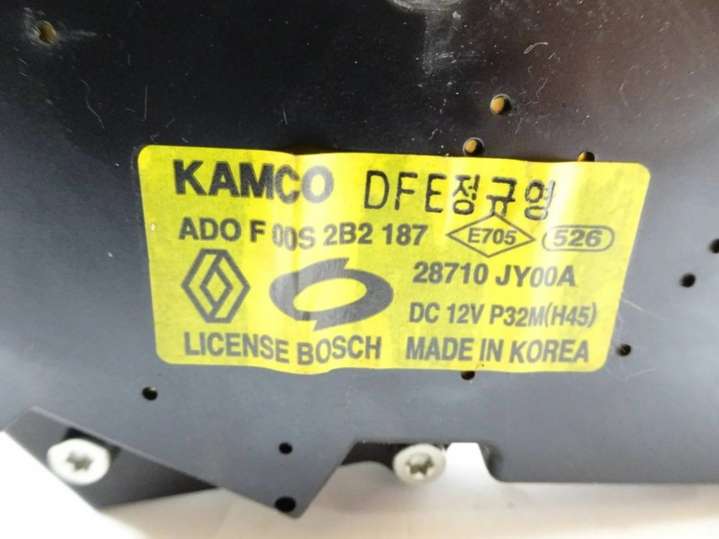 KAMCO DFE정규영
ADO F 00S 2B2 187 E705 526
28710 JY00A
DC 12V P32M(H45)
LICENSE BOSCH MADE IN KOREA